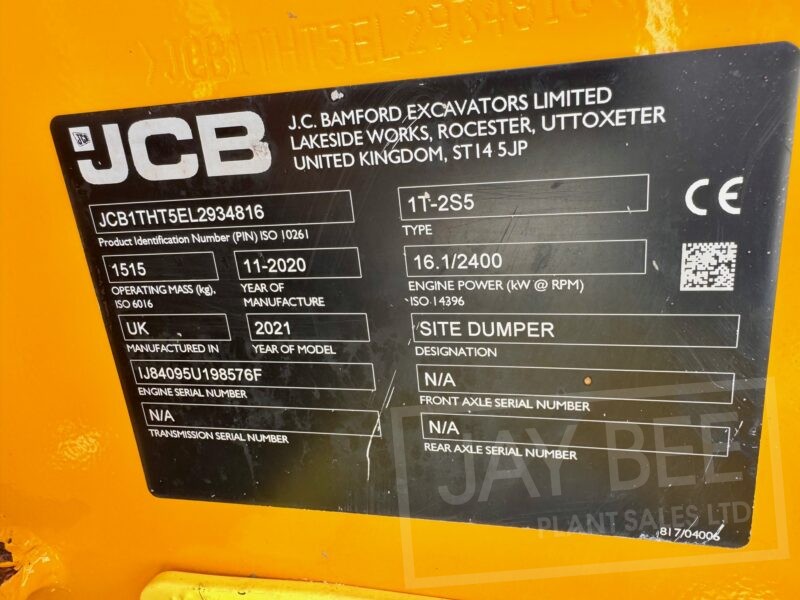 JCB1THT5EL2934816
JCB
J.C. BAMFORD EXCAVATORS LIMITED
LAKESIDE WORKS, ROCESTER, UTTOXETER
UNITED KINGDOM, ST14 5JP
JCB1THT5EL2934816
Product Identification Number (PIN) ISO 10261
1T-2S5
TYPE
CE
1515
OPERATING MASS (kg),
ISO 6016
11-2020
YEAR OF
MANUFACTURE
16.1/2400
ENGINE POWER (kW @ RPM)
ISO 14396
UK
MANUFACTURED IN
2021
YEAR OF MODEL
SITE DUMPER
DESIGNATION
IJ84095U198576F
ENGINE SERIAL NUMBER
N/A
FRONT AXLE SERIAL NUMBER
N/A
TRANSMISSION SERIAL NUMBER
N/A
REAR AXLE SERIAL NUMBER
JAY BEE
PLANT SALES LTD
817/04006